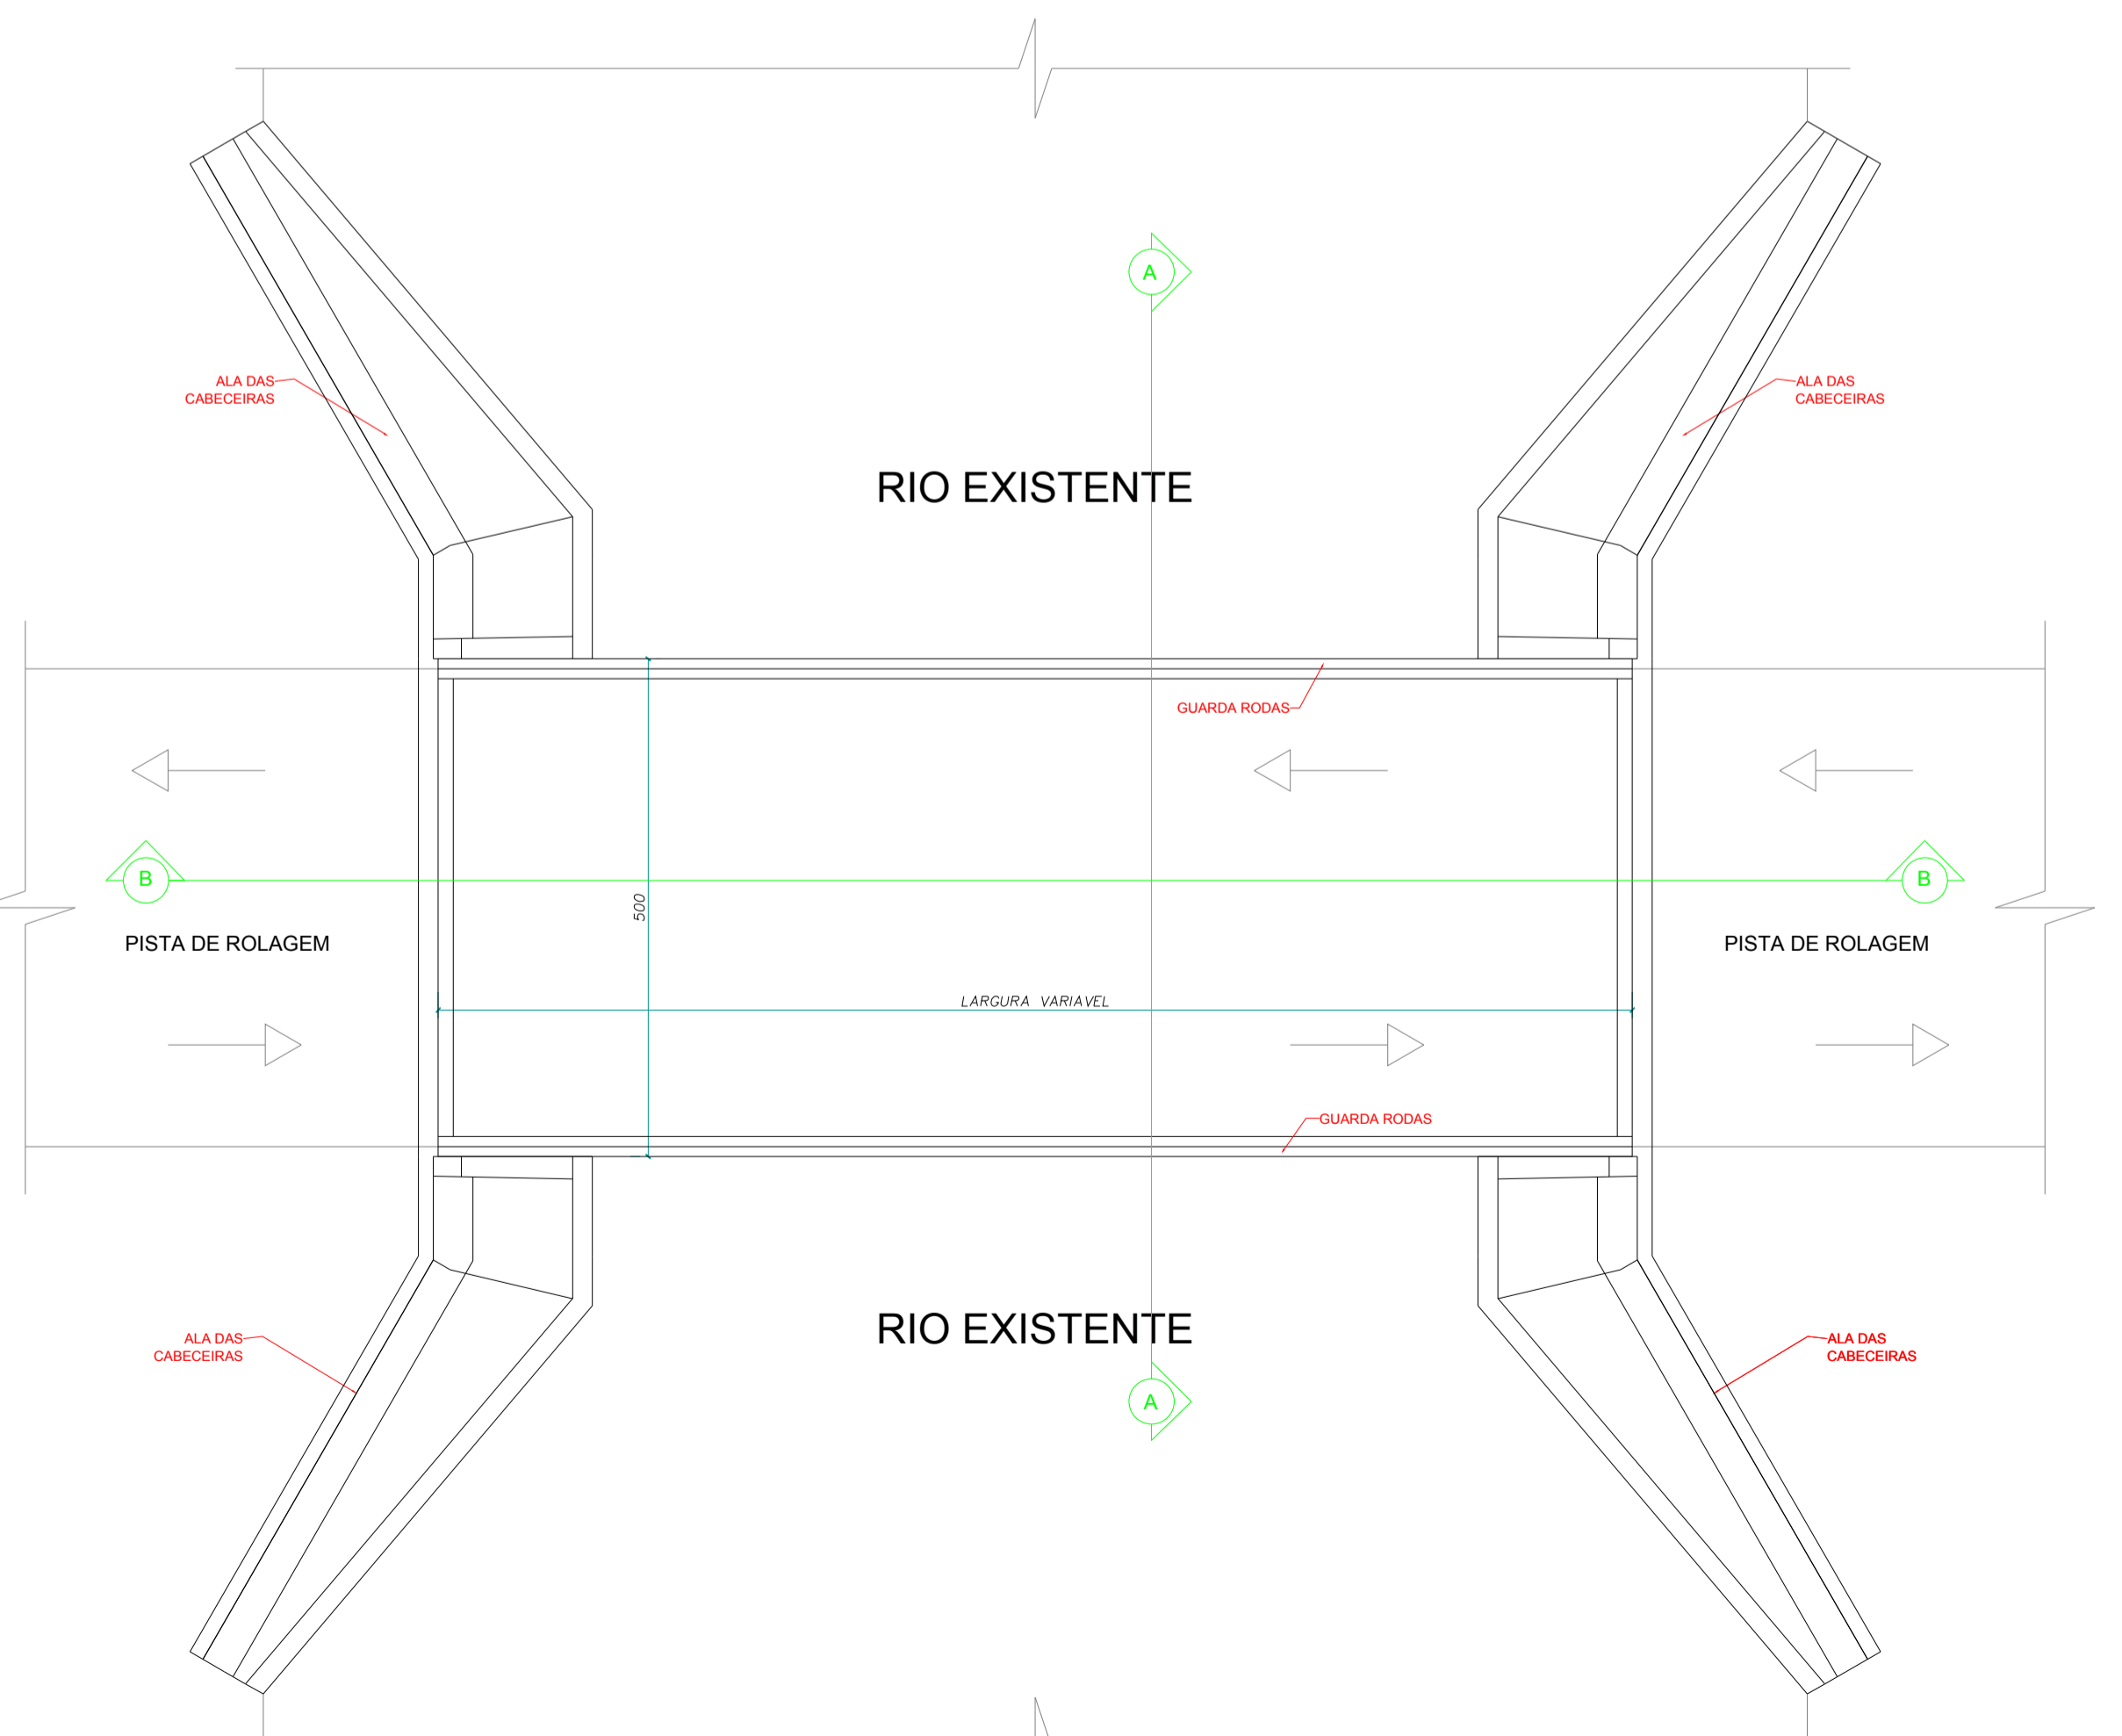 A
ALA DAS
CABECEIRAS
ALA DAS
CABECEIRAS
RIO EXISTENTE
GUARDA RODAS
B
B
500
PISTA DE ROLAGEM
PISTA DE ROLAGEM
LARGURA VARIAVEL
GUARDA RODAS
RIO EXISTENTE
ALA DAS
CABECEIRAS
ALA DAS
CABECEIRAS
A